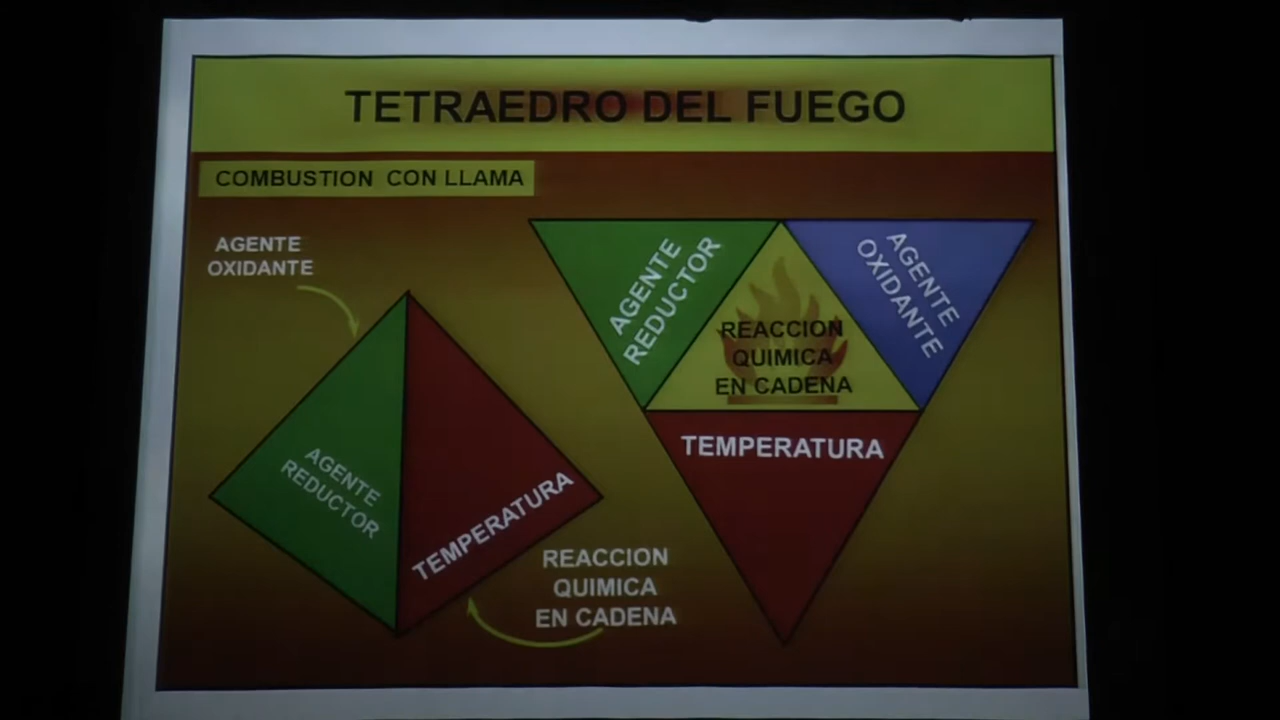 TETRAEDRO DEL FUEGO
COMBUSTION CON LLAMA
AGENTE
OXIDANTE
AGENTE
REDUCTOR
TEMPERATURA
REACCION
QUIMICA
EN CADENA
AGENTE
REDUCTOR
REACCION
QUIMICA
EN CADENA
AGENTE
OXIDANTE
TEMPERATURA